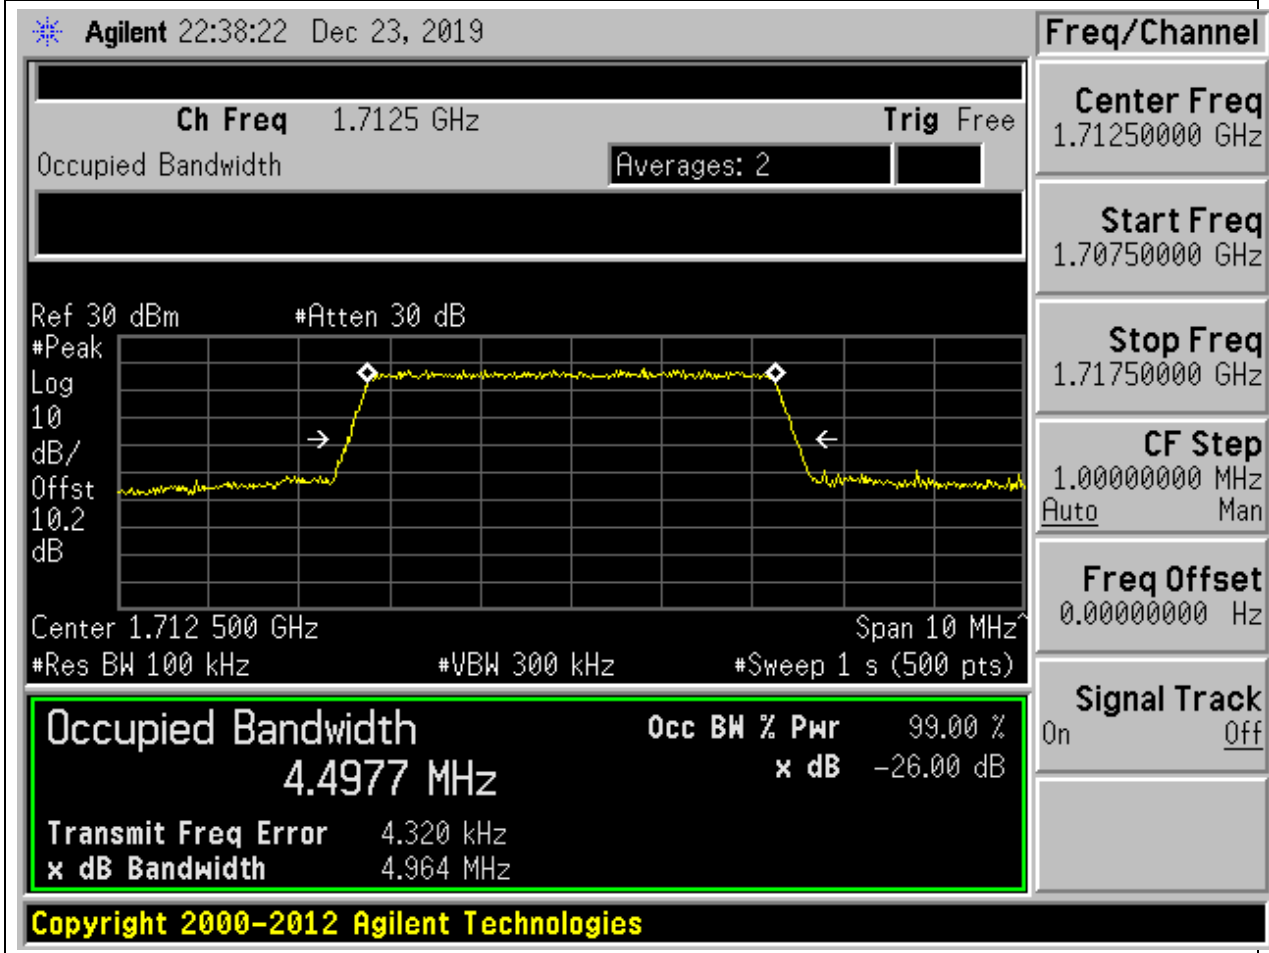 Agilent 22:38:22 Dec 23, 2019
Freq/Channel
Ch Freq 1.7125 GHz Trig Free
Occupied Bandwidth Averages: 2
Center Freq
1.71250000 GHz
Start Freq
1.70750000 GHz
Stop Freq
1.71750000 GHz
CF Step
1.00000000 MHz
Auto Man
Freq Offset
0.00000000 Hz
Signal Track
On Off
Ref 30 dBm #Atten 30 dB
#Peak
Log
10
dB/
Offst
10.2
dB
Center 1.712 500 GHz Span 10 MHz^
#Res BW 100 kHz #VBW 300 kHz #Sweep 1 s (500 pts)
Occupied Bandwidth Occ BW % Pwr 99.00 %
4.4977 MHz x dB -26.00 dB
Transmit Freq Error 4.320 kHz
x dB Bandwidth 4.964 MHz
Copyright 2000-2012 Agilent Technologies